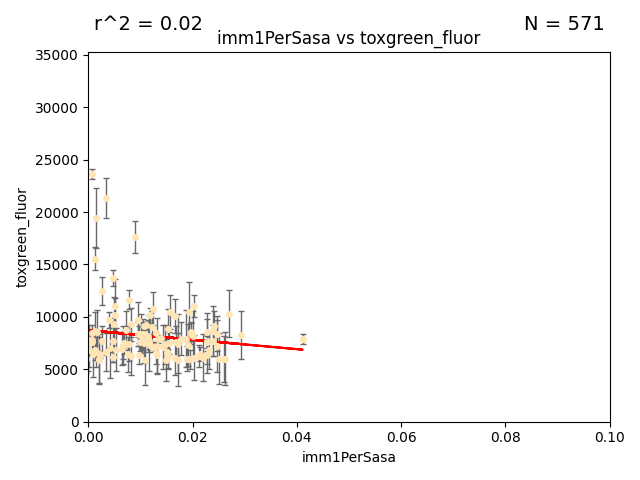 r^2 = 0.02
N = 571
imm1PerSasa vs toxgreen_fluor
toxgreen_fluor
35000
30000
25000
20000
15000
10000
5000
0
0.00
0.02
0.04
0.06
0.08
0.10
imm1PerSasa